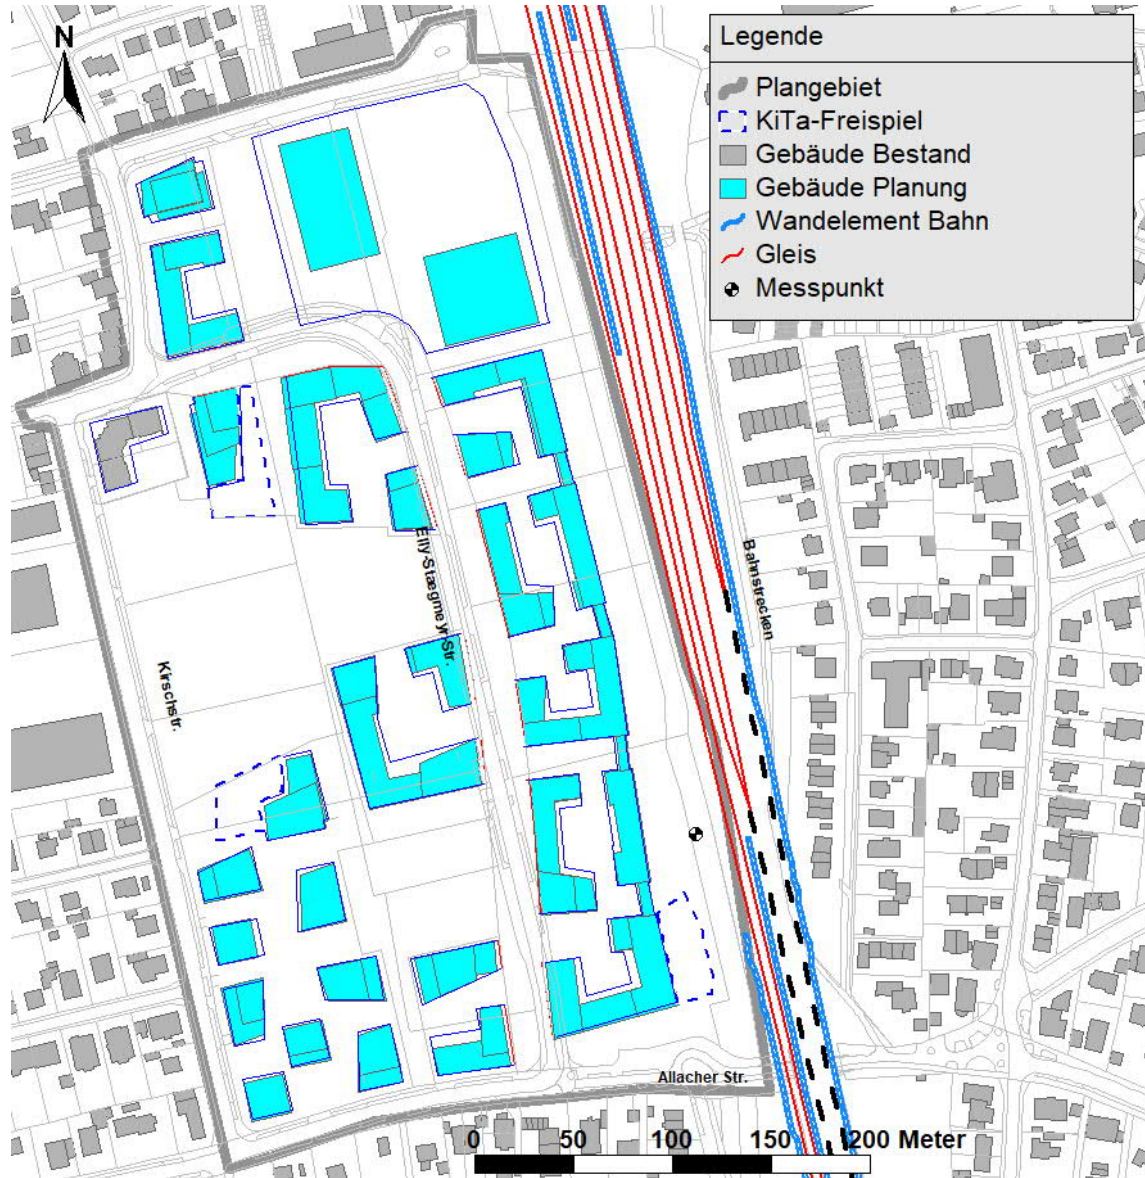 N
Legende
Plangebiet
KiTa-Freispiel
Gebäude Bestand
Gebäude Planung
Wandelement Bahn
Gleis
Messpunkt
Elly-Staegmeyr-Str.
Bahnstrecken
Kirschstr.
Allacher Str.
0 50 100 150 200 Meter